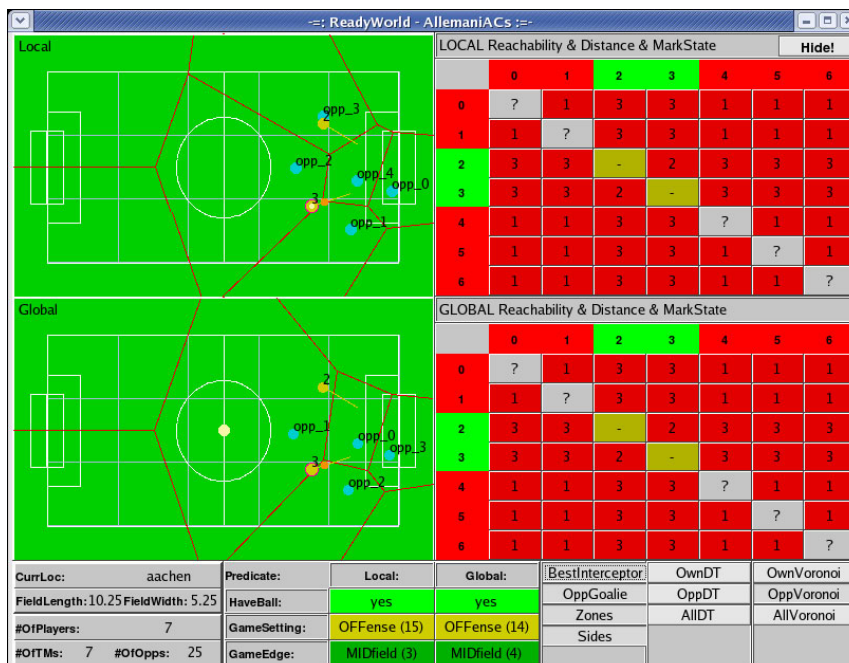 -=: ReadyWorld - AllemaniACs :=-
Local
opp_3
2
opp_2
opp_4
opp_0
3
opp_1
LOCAL Reachability & Distance & MarkState Hide!
0 1 2 3 4 5 6
0 ? 1 3 3 1 1 1
1 1 ? 3 3 1 1 1
2 3 3 - 2 3 3 3
3 3 3 2 - 3 3 3
4 1 1 3 3 ? 1 1
5 1 1 3 3 1 ? 1
6 1 1 3 3 1 1 ?
Global
2
opp_1
opp_0
opp_3
3
opp_2
GLOBAL Reachability & Distance & MarkState
0 1 2 3 4 5 6
0 ? 1 3 3 1 1 1
1 1 ? 3 3 1 1 1
2 3 3 - 2 3 3 3
3 3 3 2 - 3 3 3
4 1 1 3 3 ? 1 1
5 1 1 3 3 1 ? 1
6 1 1 3 3 1 1 ?
CurrLoc: aachen
FieldLength: 10.25 FieldWidth: 5.25
#OfPlayers: 7
#OfTMs: 7 #OfOpps: 25
Predicate: Local: Global:
HaveBall: yes yes
GameSetting: OFFense (15) OFFense (14)
GameEdge: MIDfield (3) MIDfield (4)
BestInterceptor OwnDT OwnVoronoi
OppGoalie OppDT OppVoronoi
Zones AllDT AllVoronoi
Sides